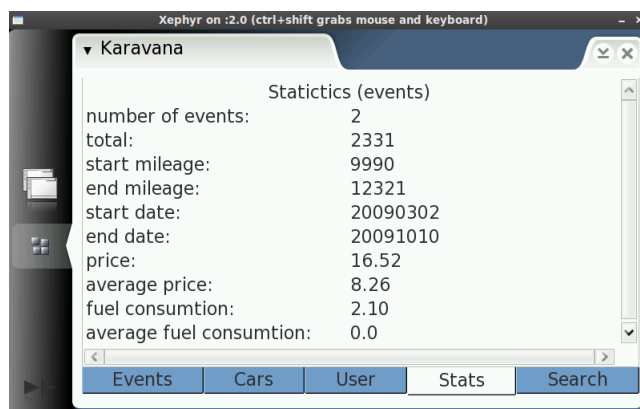 Xephyr on :2.0 (ctrl+shift grabs mouse and keyboard)
Karavana
Statictics (events)
number of events: 2
total: 2331
start mileage: 9990
end mileage: 12321
start date: 20090302
end date: 20091010
price: 16.52
average price: 8.26
fuel consumtion: 2.10
average fuel consumtion: 0.0
Events Cars User Stats Search